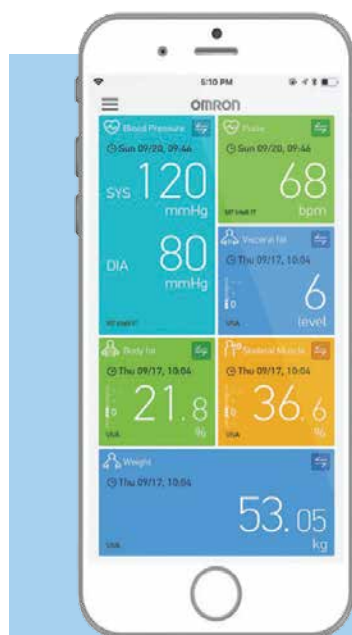 5:10 PM
OMRON
Blood Pressure
Sun 09/20, 09:46
SYS 120
mmHg
DIA 80
mmHg
Pulse
Sun 09/20, 09:46
68
bpm
Visceral fat
Thu 09/17, 10:04
6
level
Body fat
Thu 09/17, 10:04
21.8
%
Skeletal Muscle
Thu 09/17, 10:04
36.6
%
Weight
Thu 09/17, 10:04
53.05
kg